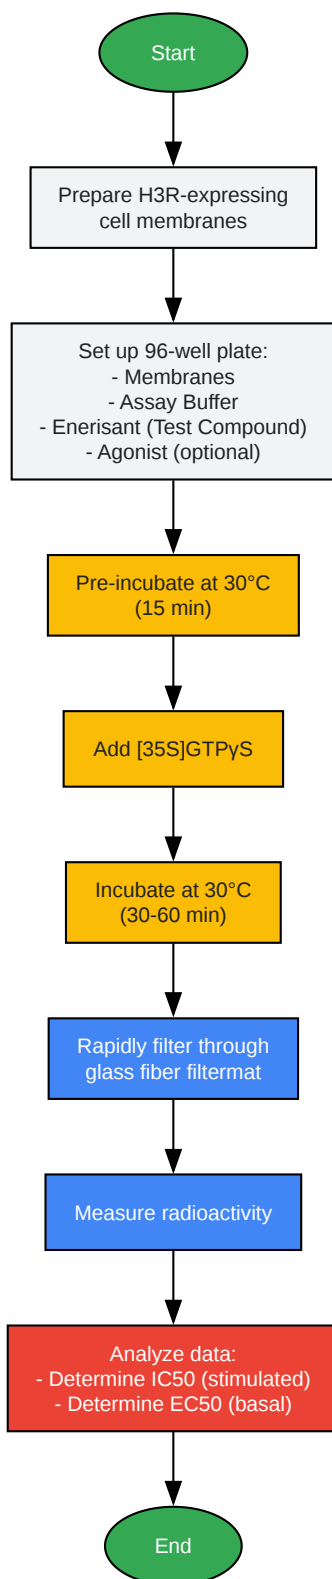 Start
Prepare H3R-expressing
cell membranes
Set up 96-well plate:
- Membranes
- Assay Buffer
- Enerisant (Test Compound)
- Agonist (optional)
Pre-incubate at 30°C
(15 min)
Add [35S]GTPγS
Incubate at 30°C
(30-60 min)
Rapidly filter through
glass fiber filtermat
Measure radioactivity
Analyze data:
- Determine IC50 (stimulated)
- Determine EC50 (basal)
End